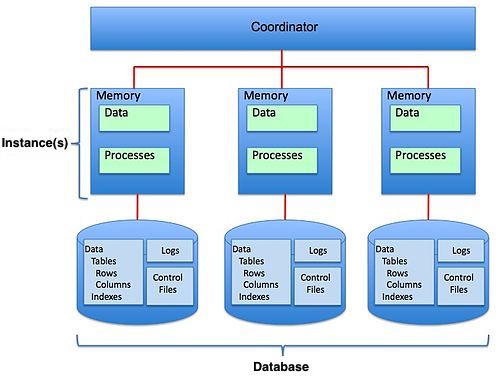 Coordinator
Memory
Data
Processes
Memory
Data
Processes
Memory
Data
Processes
Instance(s)
Data
Tables
Rows
Columns
Indexes
Logs
Control
Files
Data
Tables
Rows
Columns
Indexes
Logs
Control
Files
Data
Tables
Rows
Columns
Indexes
Logs
Control
Files
Database